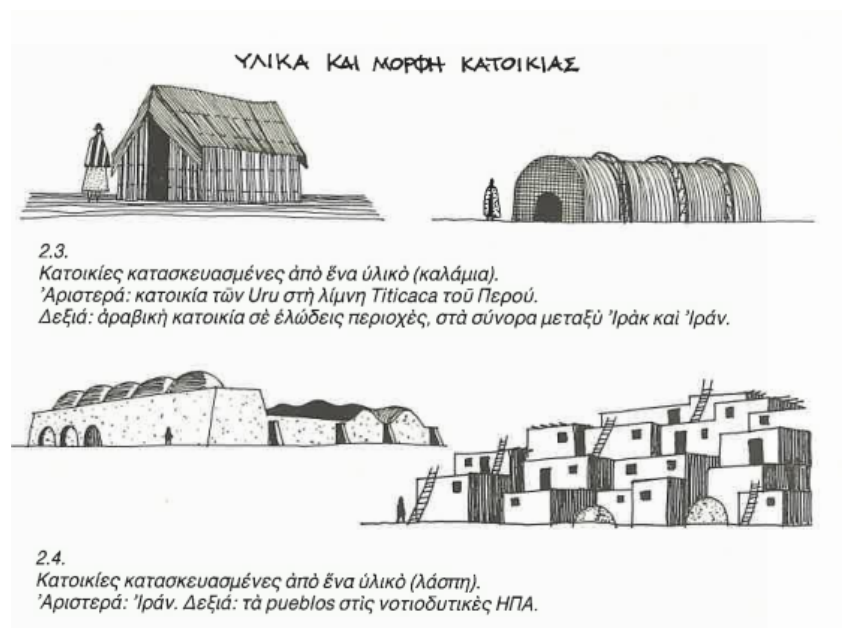 ΥΛΙΚΑ ΚΑΙ ΜΟΡΦΗ ΚΑΤΟΙΚΙΑΣ
2.3.
Κατοικίες κατασκευασμένες ἀπὸ ἕνα ὑλικὸ (καλάμια).
Ἀριστερά: κατοικία τῶν Uru στὴ λίμνη Titicaca τοῦ Περού.
Δεξιά: ἀραβικὴ κατοικία σὲ ἑλώδεις περιοχὲς, στὰ σύνορα μεταξὺ Ἰρὰκ καὶ Ἰράν.
2.4.
Κατοικίες κατασκευασμένες ἀπὸ ἕνα ὑλικὸ (λάσπη).
Ἀριστερά: Ἰράν. Δεξιά: τὰ pueblos στὶς νοτιοδυτικὲς ΗΠΑ.